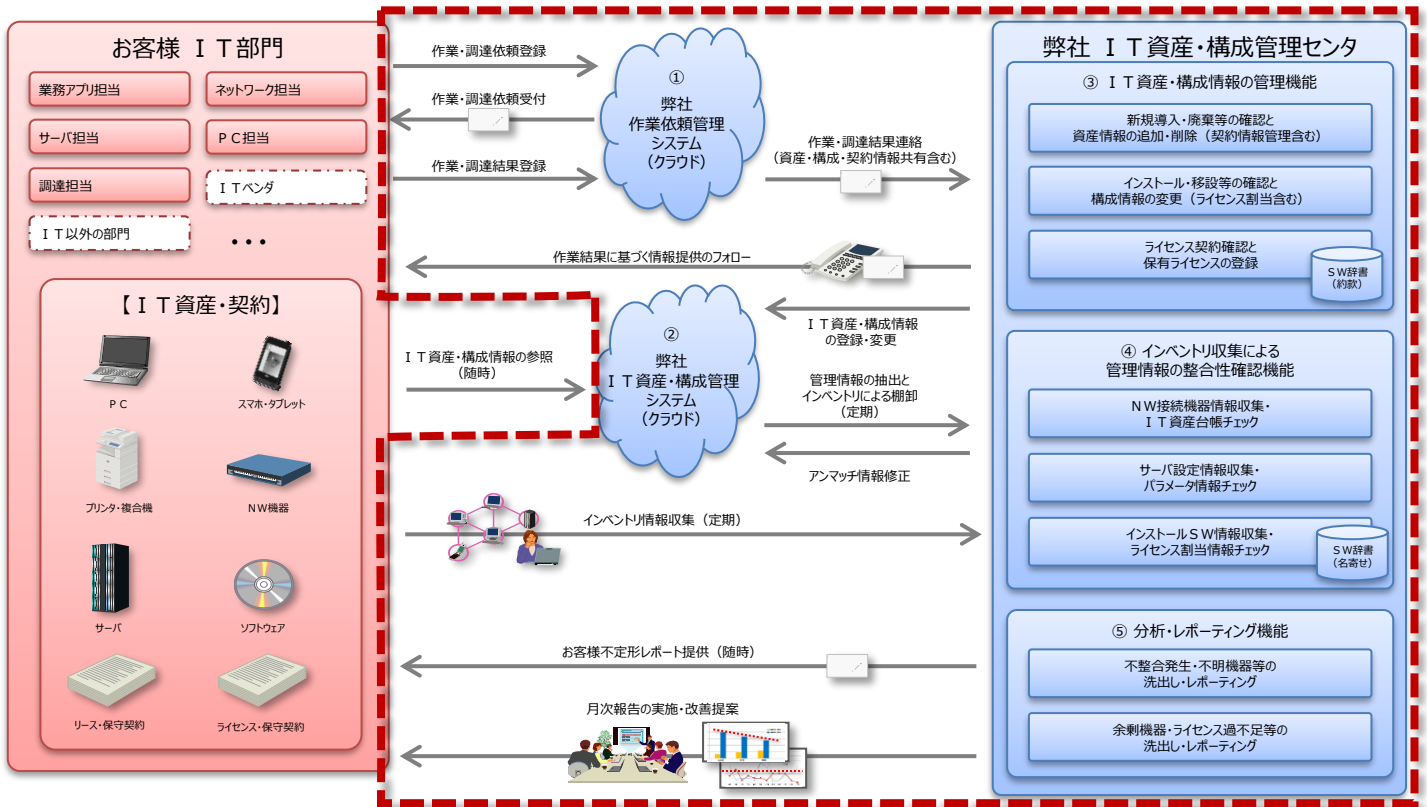 お客様 ＩＴ部門
業務アプリ担当
ネットワーク担当
サーバ担当
ＰＣ担当
調達担当
ＩＴベンダ
ＩＴ以外の部門
・・・
【ＩＴ資産・契約】
ＰＣ
スマホ・タブレット
プリンタ・複合機
ＮＷ機器
サーバ
ソフトウェア
リース・保守契約
ライセンス・保守契約
作業・調達依頼登録
作業・調達依頼受付
作業・調達結果登録
①
弊社
作業依頼管理
システム
（クラウド）
作業・調達結果連絡
（資産・構成・契約情報共有含む）
作業結果に基づく情報提供のフォロー
ＩＴ資産・構成情報の参照
（随時）
②
弊社
ＩＴ資産・構成管理
システム
（クラウド）
ＩＴ資産・構成情報
の登録・変更
管理情報の抽出と
インベントリによる棚卸
（定期）
アンマッチ情報修正
インベントリ情報収集（定期）
お客様不定形レポート提供（随時）
月次報告の実施・改善提案
弊社 ＩＴ資産・構成管理センタ
③ ＩＴ資産・構成情報の管理機能
新規導入・廃棄等の確認と
資産情報の追加・削除（契約情報管理含む）
インストール・移設等の確認と
構成情報の変更（ライセンス割当含む）
ライセンス契約確認と
保有ライセンスの登録
ＳＷ辞書
（約款）
④ インベントリ収集による
管理情報の整合性確認機能
ＮＷ接続機器情報収集・
ＩＴ資産台帳チェック
サーバ設定情報収集・
パラメータ情報チェック
インストールＳＷ情報収集・
ライセンス割当情報チェック
ＳＷ辞書
（名寄せ）
⑤ 分析・レポーティング機能
不整合発生・不明機器等の
洗出し・レポーティング
余剰機器・ライセンス過不足等の
洗出し・レポーティング